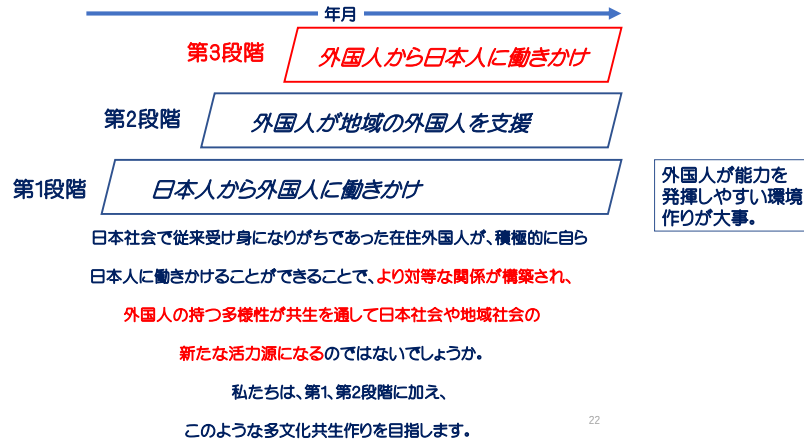 年月
第3段階
外国人から日本人に働きかけ
第2段階
外国人が地域の外国人を支援
第1段階
日本人から外国人に働きかけ
外国人が能力を
発揮しやすい環境
作りが大事。
日本社会で従来受け身になりがちであった在住外国人が、積極的に自ら
日本人に働きかけることができることで、より対等な関係が構築され、
外国人の持つ多様性が共生を通して日本社会や地域社会の
新たな活力源になるのではないでしょうか。
私たちは、第1、第2段階に加え、
このような多文化共生作りを目指します。
22